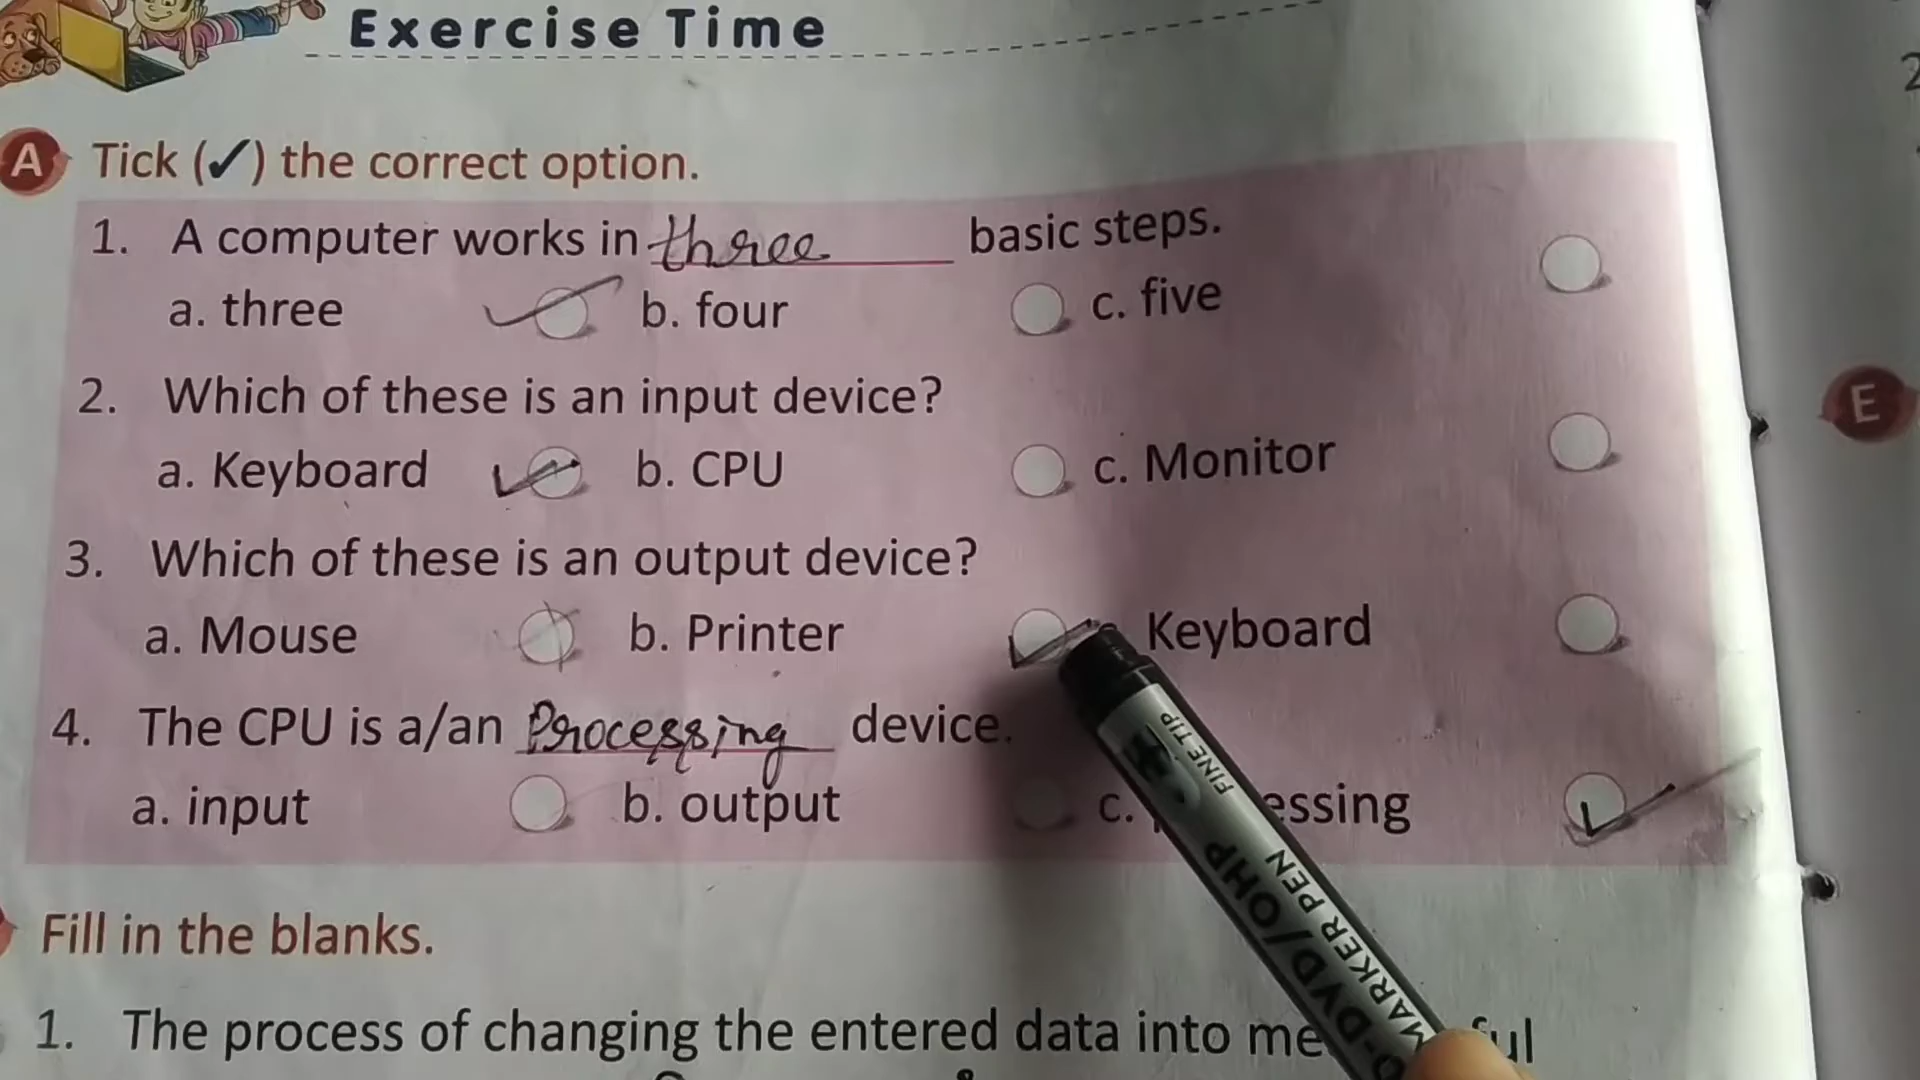 Exercise Time
A Tick (✓) the correct option.
1. A computer works in three basic steps.
a. three ✓ b. four c. five
2. Which of these is an input device?
a. Keyboard ✓ b. CPU c. Monitor
3. Which of these is an output device?
a. Mouse b. Printer ✓ Keyboard
4. The CPU is a/an Processing device.
a. input b. output c. essing ✓
Fill in the blanks.
1. The process of changing the entered data into
E
2
FINE TIP
DVD/OHP
MARKER PEN